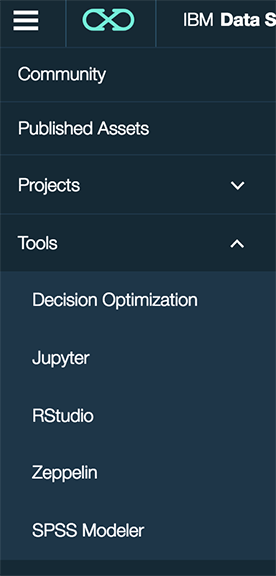 IBM Data S
Community
Published Assets
Projects
Tools
Decision Optimization
Jupyter
RStudio
Zeppelin
SPSS Modeler